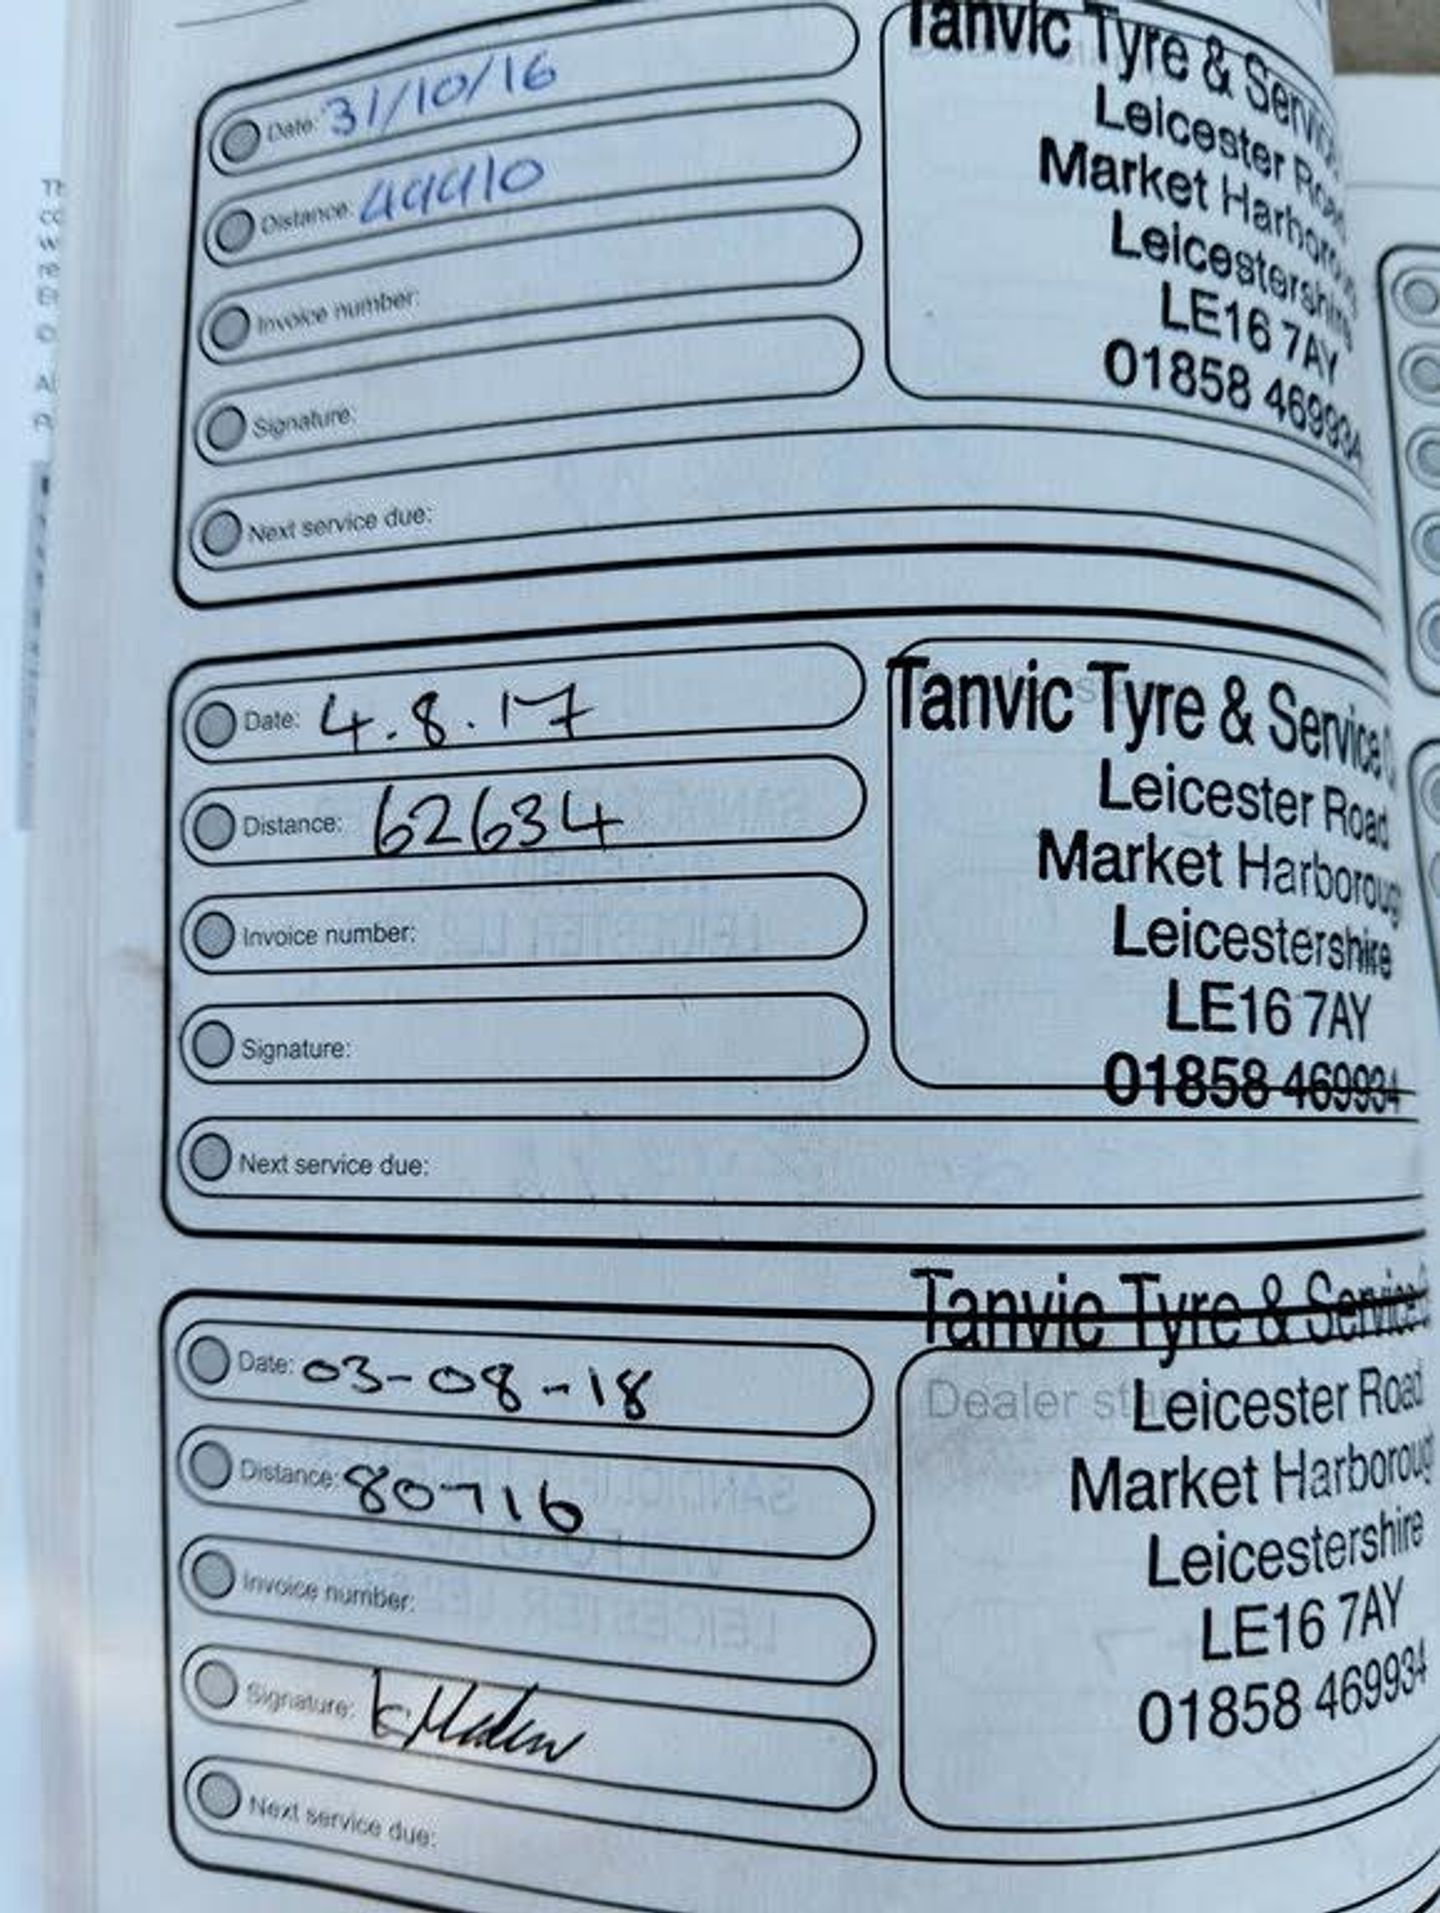 Tanvic Tyre & Service
Leicester Road
Market Harborough
Leicestershire
LE16 7AY
01858 469934
Date: 31/10/16
Distance: 44410
Invoice number:
Signature:
Next service due:
Tanvic Tyre & Service C
Leicester Road
Market Harboroug
Leicestershire
LE16 7AY
01858 469934
Date: 4.8.17
Distance: 62634
Invoice number:
Signature:
Next service due:
Tanvic Tyre & Service
Dealer sta
Leicester Road
Market Harboroug
Leicestershire
LE16 7AY
01858 469934
Date: 03-08-18
Distance: 80716
Invoice number:
Signature:
Next service due: